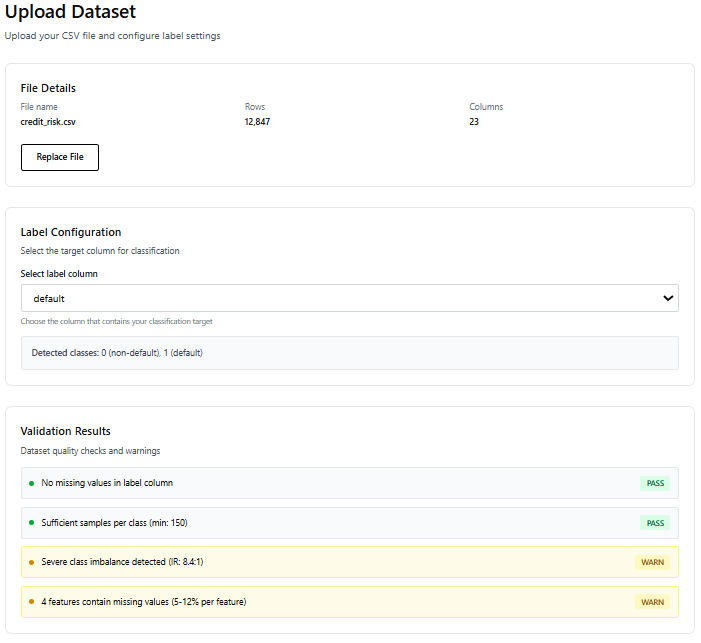 Upload Dataset
Upload your CSV file and configure label settings
File Details
File name Rows Columns
credit_risk.csv 12,847 23
Replace File
Label Configuration
Select the target column for classification
Select label column
default
Choose the column that contains your classification target
Detected classes: 0 (non-default), 1 (default)
Validation Results
Dataset quality checks and warnings
No missing values in label column PASS
Sufficient samples per class (min: 150) PASS
Severe class imbalance detected (IR: 8.4:1) WARN
4 features contain missing values (5-12% per feature) WARN